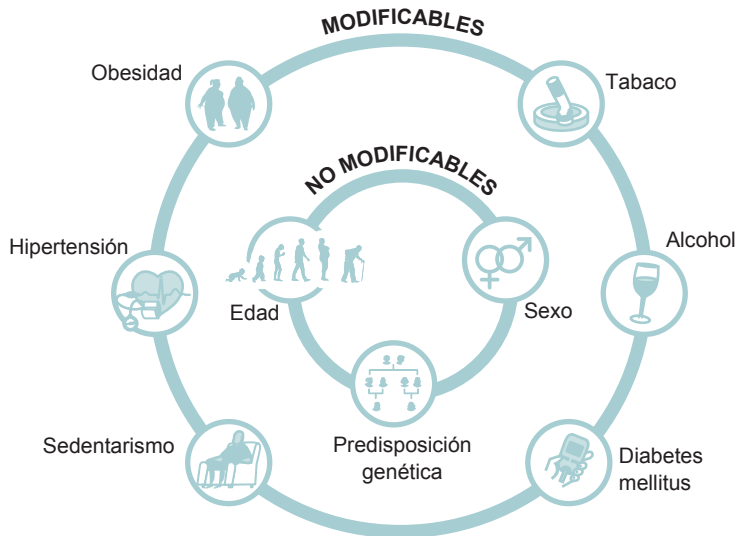 MODIFICABLES
Obesidad
Tabaco
NO MODIFICABLES
Hipertensión
Alcohol
Edad
Sexo
Sedentarismo
Predisposición
genética
Diabetes
mellitus